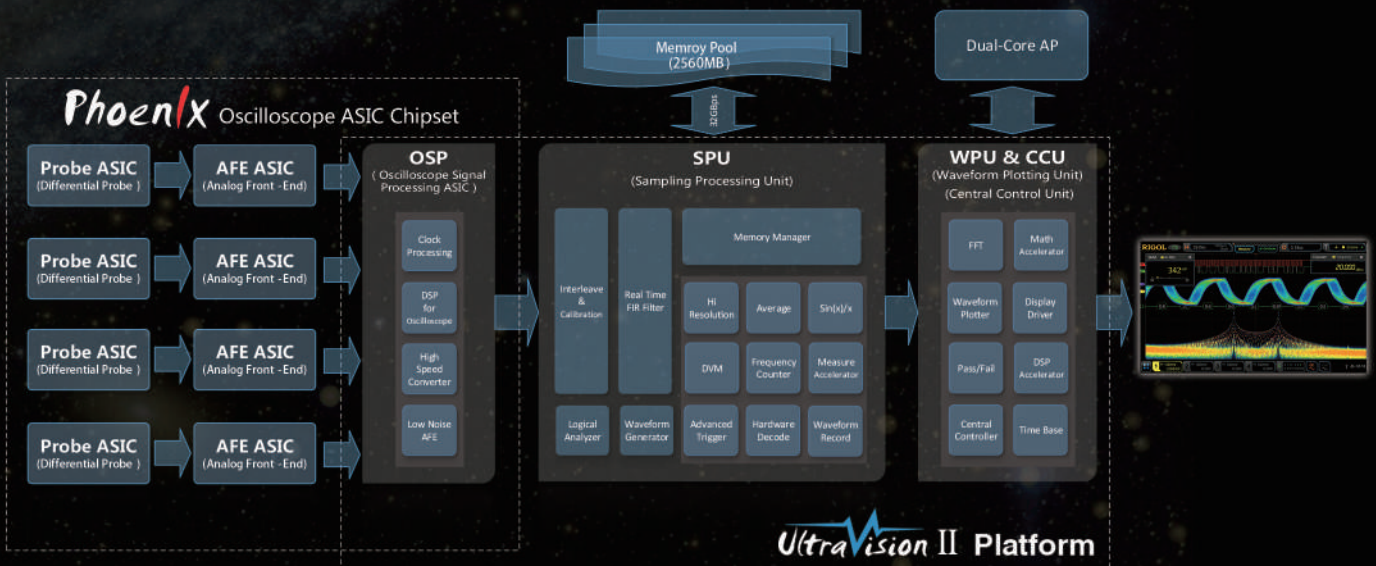 Memroy Pool
(2560MB)
Dual-Core AP
32GBps
Phoenix Oscilloscope ASIC Chipset
Probe ASIC
(Differential Probe )
AFE ASIC
(Analog Front -End)
Probe ASIC
(Differential Probe )
AFE ASIC
(Analog Front -End)
Probe ASIC
(Differential Probe )
AFE ASIC
(Analog Front -End)
Probe ASIC
(Differential Probe )
AFE ASIC
(Analog Front -End)
OSP
( Oscilloscope Signal
Processing ASIC )
Clock
Processing
DSP
for
Oscilloscope
High
Speed
Converter
Low Noise
AFE
SPU
(Sampling Processing Unit)
Interleave
&
Calibration
Real Time
FIR Filter
Memory Manager
Hi
Resolution
Average
Sin(x)/x
DVM
Frequency
Counter
Measure
Accelerator
Logical
Analyzer
Waveform
Generator
Advanced
Trigger
Hardware
Decode
Waveform
Record
WPU & CCU
(Waveform Plotting Unit)
(Central Control Unit)
FFT
Math
Accelerator
Waveform
Plotter
Display
Driver
Pass/Fail
DSP
Accelerator
Central
Controller
Time Base
RIGOL
342
20.000
UltraVision II Platform